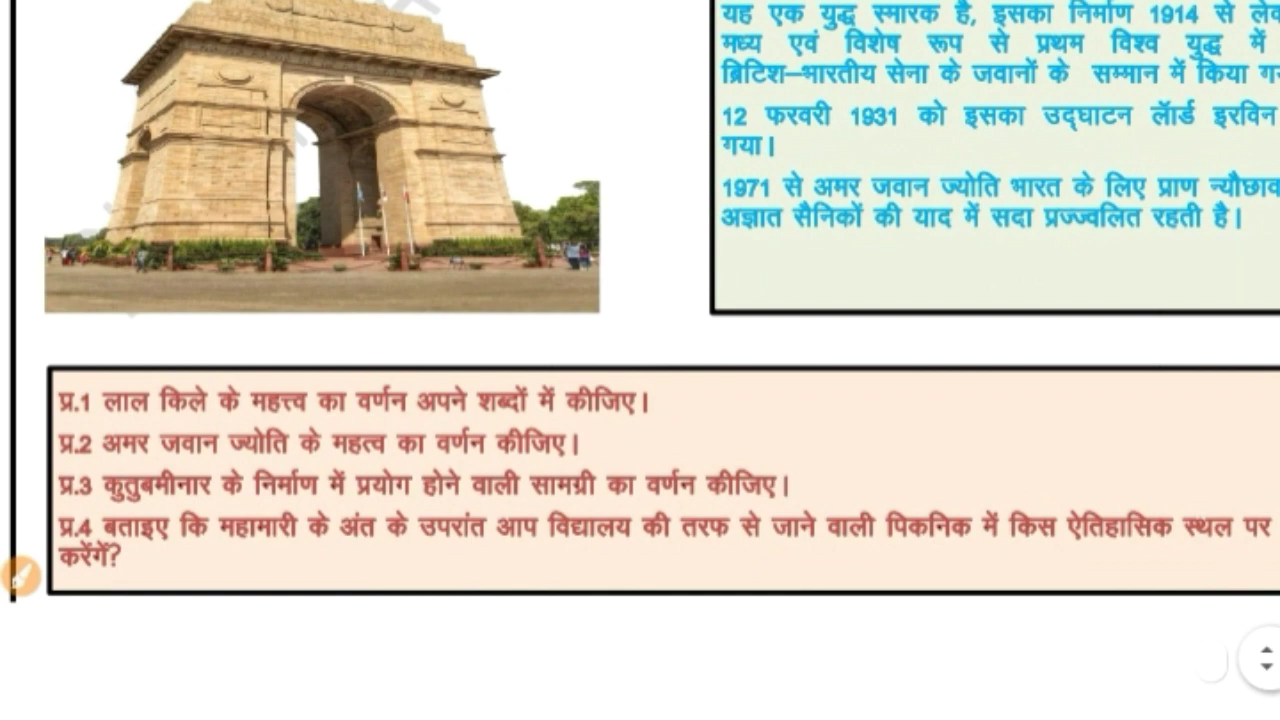 यह एक युद्ध स्मारक है, इसका निर्माण 1914 से
मध्य एवं विशेष रूप से प्रथम विश्व युद्ध में
ब्रिटिश–भारतीय सेना के जवानों के सम्मान में किया
12 फरवरी 1931 को इसका उद्घाटन लॅार्ड इरविन
गया।
1971 से अमर जवान ज्योति भारत के लिए प्राण
अज्ञात सैनिकों की याद में सदा प्रज्ज्वलित रहती है।
प्र.1 लाल किले के महत्त्व का वर्णन अपने शब्दों में कीजिए।
प्र.2 अमर जवान ज्योति के महत्व का वर्णन कीजिए।
प्र.3 कुतुबमीनार के निर्माण में प्रयोग होने वाली सामग्री का वर्णन कीजिए।
प्र.4 बताइए कि महामारी के अंत के उपरांत आप विद्यालय की तरफ से जाने वाली पिकनिक में किस ऐतिहासिक स्थल पर
करेंगें?